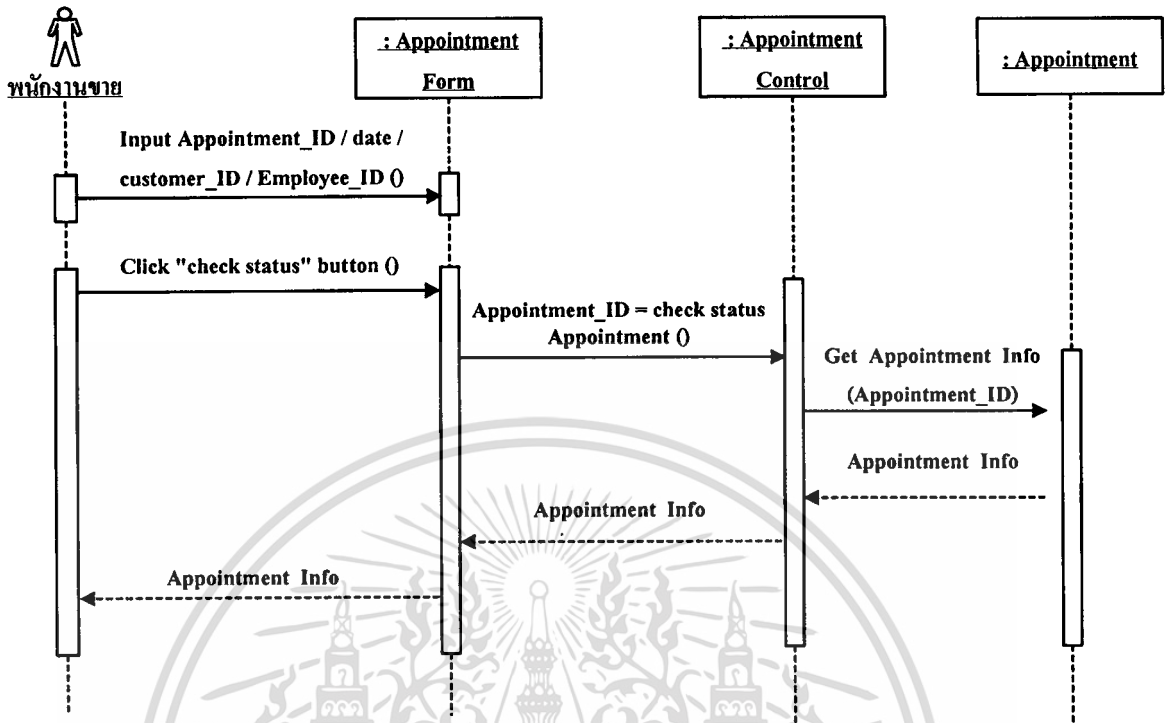 พนักงานขาย
: Appointment
Form
: Appointment
Control
: Appointment
Input Appointment_ID / date /
customer_ID / Employee_ID ()
Click "check status" button ()
Appointment_ID = check status
Appointment ()
Get Appointment Info
(Appointment_ID)
Appointment Info
Appointment Info
Appointment Info